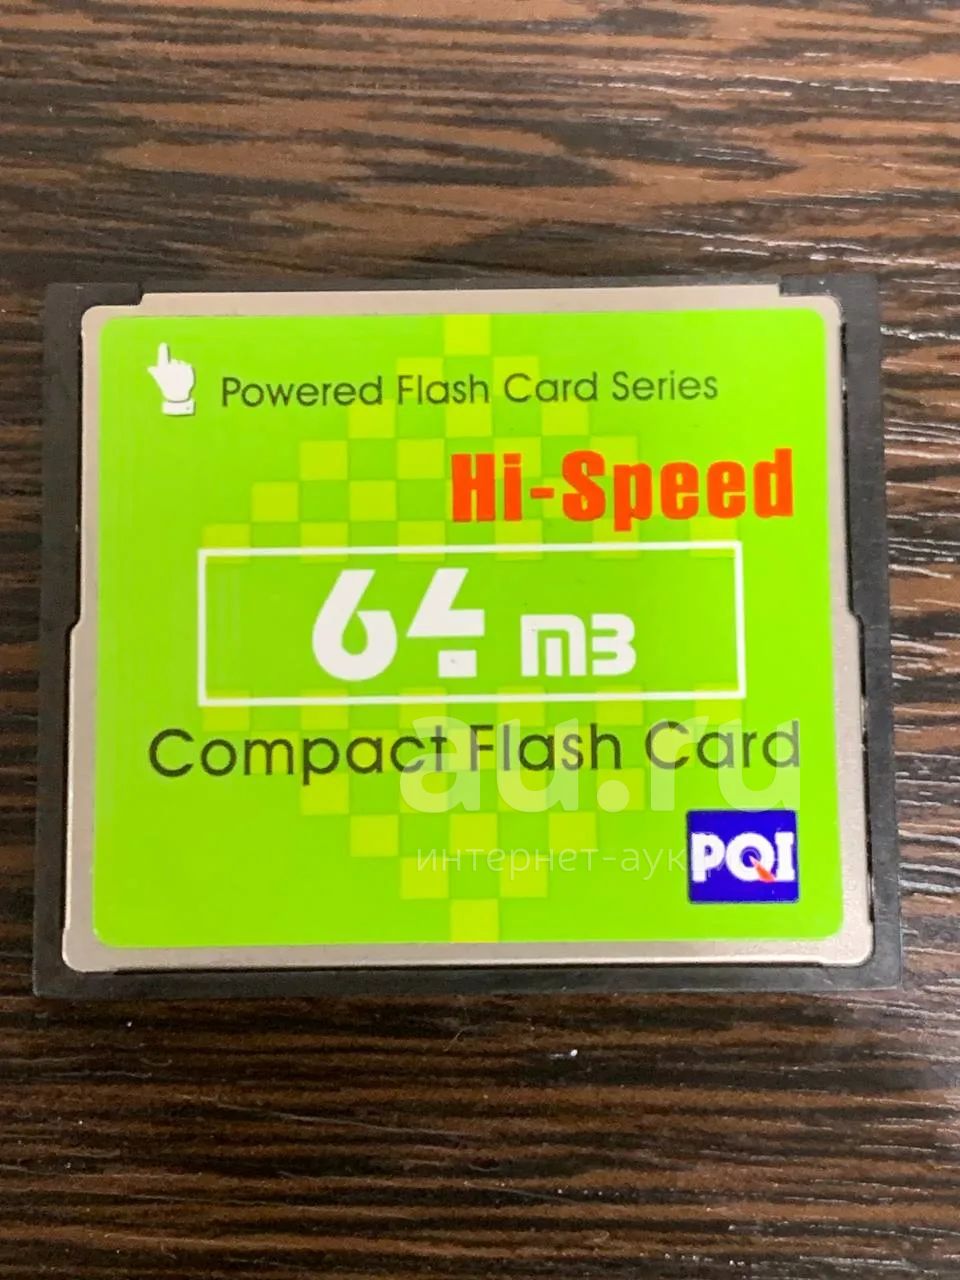 Powered Flash Card Series
Hi-Speed
64 MB
Compact Flash Card
au.ru
интернет-аук
PQI